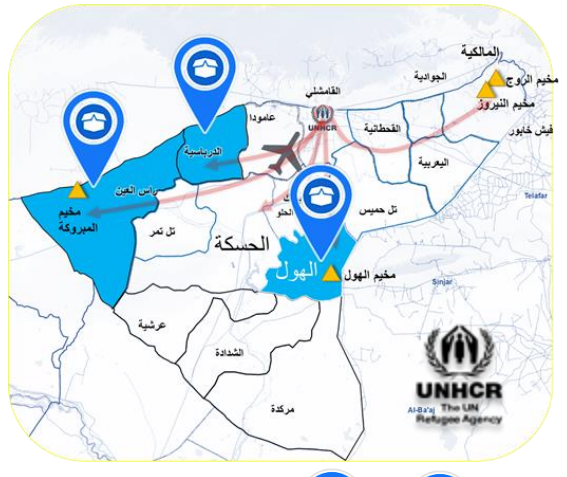 المالكية
مخيم الروج
الجوادية
القامشلي
مخيم النيروز
عامودا
UNHCR
القحطانية
فيش خابور
الدرباسية
اليعربية
راس العين
Telafar
مخيم
المبروكة
الحلو
تل حميس
تل تمر
الحسكة
الهول
مخيم الهول
Sinjar
عرشية
الشدادة
UNHCR
The UN
Refugee Agency
Al-Ba'aj
مركدة